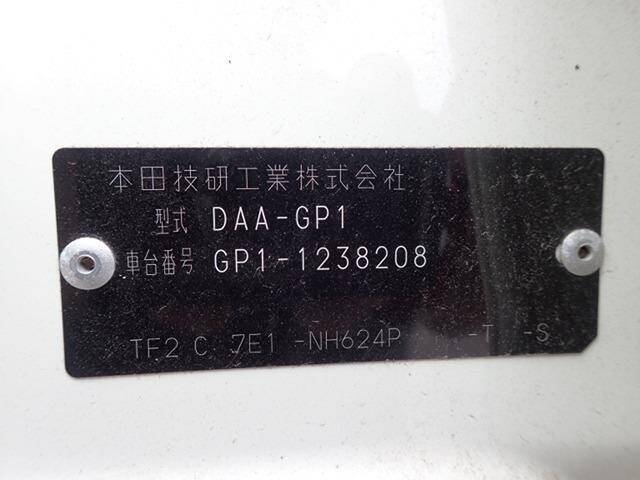 本田技研工業株式会社
型式 DAA-GP1
車台番号 GP1-1238208
TF2 C 7E1 -NH624P -T -S